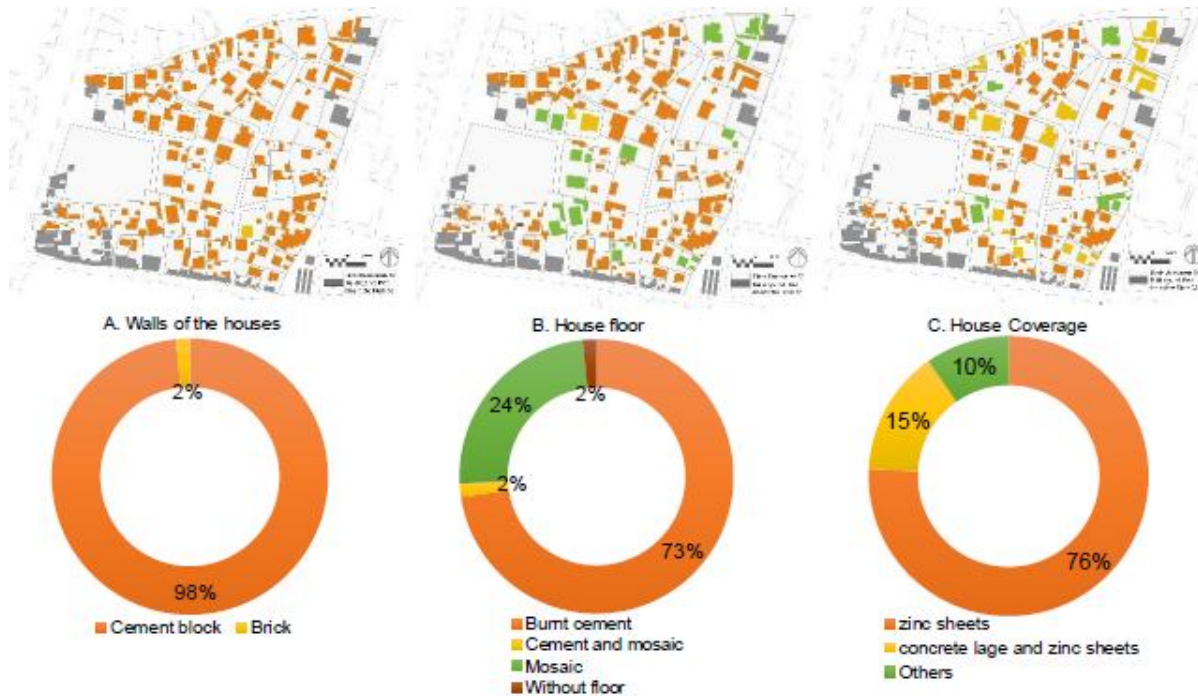 A. Walls of the houses
2%
98%
Cement block Brick
B. House floor
24%
2%
2%
73%
Burnt cement
Cement and mosaic
Mosaic
Without floor
C. House Coverage
10%
15%
76%
zinc sheets
concrete lage and zinc sheets
Others